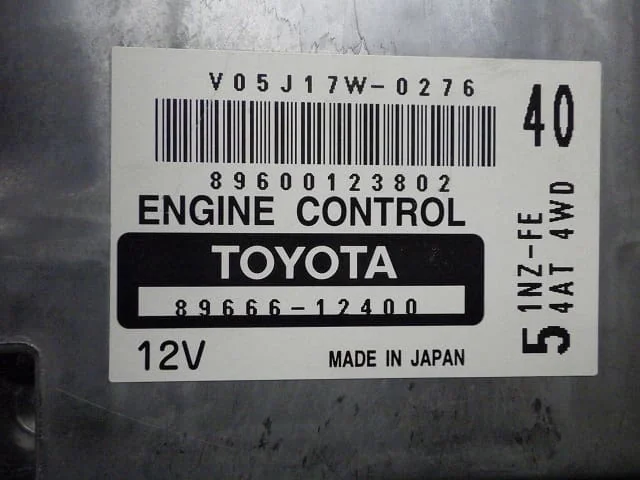 V05J17W-0276
89600123802
ENGINE CONTROL
TOYOTA
89666-12400
12V
MADE IN JAPAN
40
1NZ-FE
4AT 4WD
5